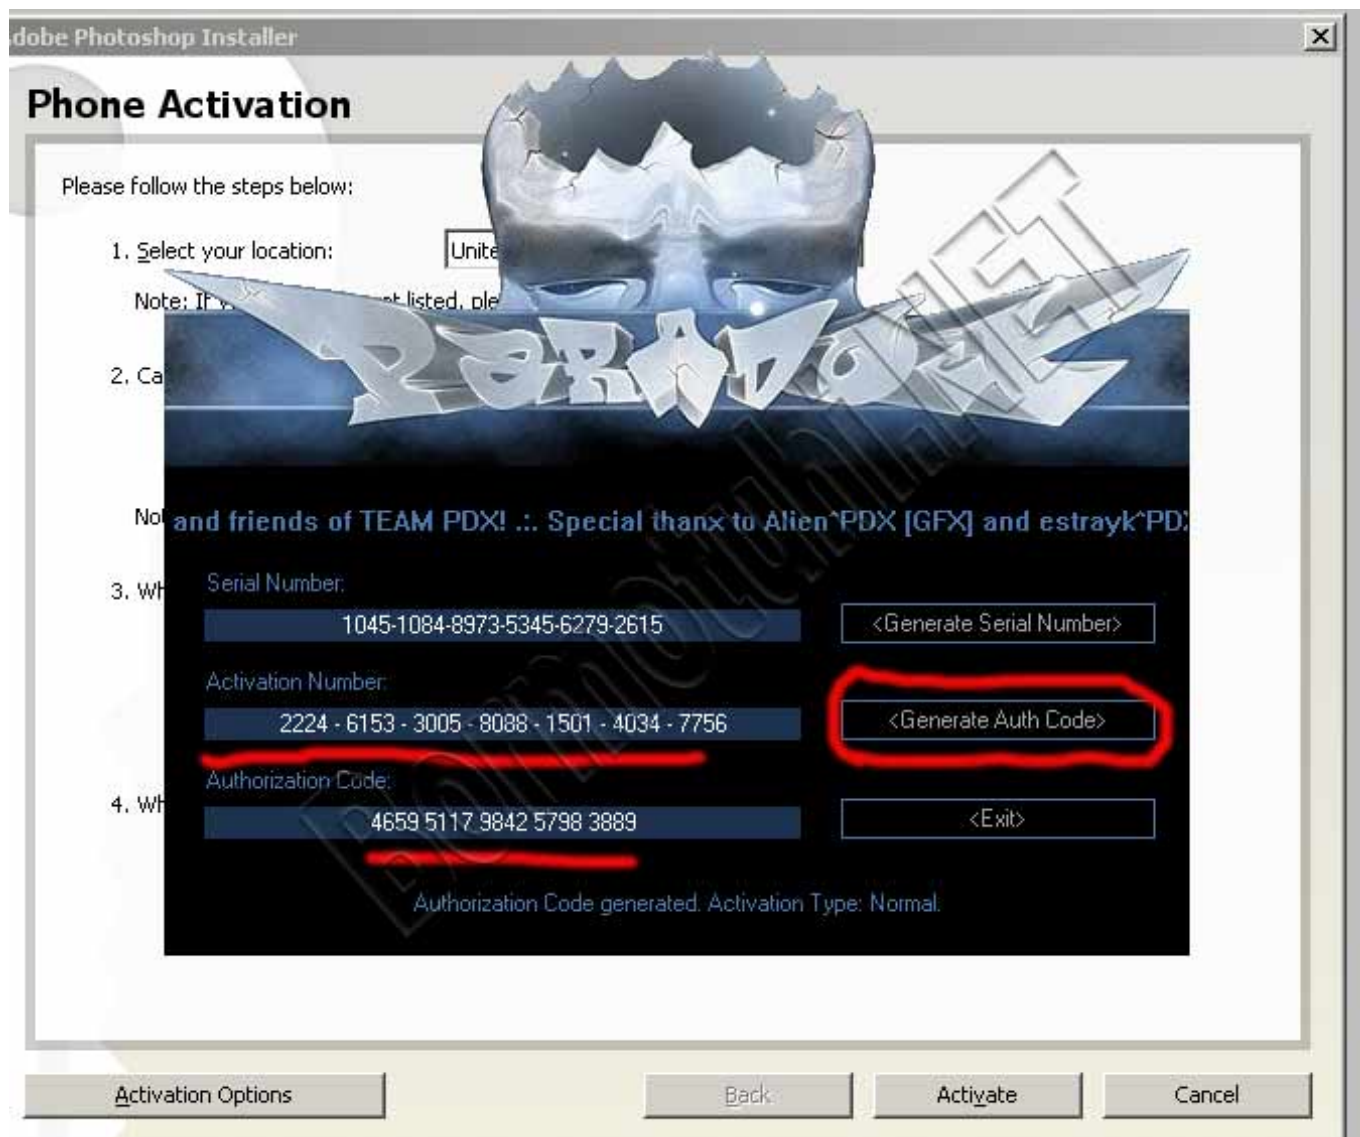 dobe Photoshop Installer
Phone Activation
Please follow the steps below:
1. Select your location:
Unite
Note: If
t listed, ple
PARADOX
2. Ca
Not
and friends of TEAM PDX! .:. Special thanx to Alien^PDX [GFX] and estrayk^PD
3. Wh
Serial Number:
1045-1084-8973-5345-6279-2615
<Generate Serial Number>
Activation Number:
2224 - 6153 - 3005 - 8088 - 1501 - 4034 - 7756
<Generate Auth Code>
Authorization Code:
4. Wh
4659 5117 9842 5798 3889
<Exit>
Authorization Code generated. Activation Type: Normal.
Activation Options
Back
Activate
Cancel